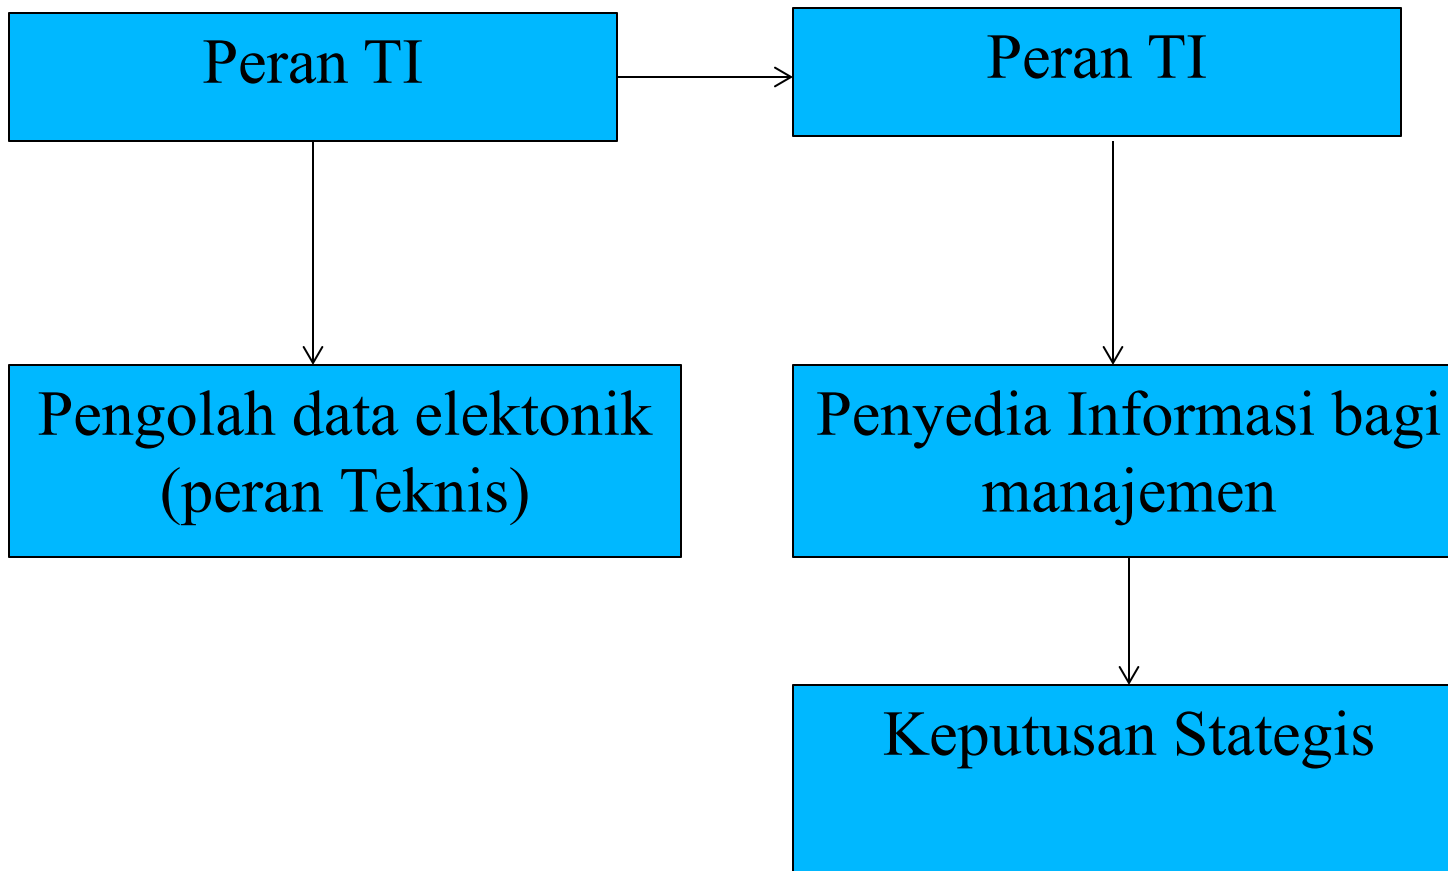 Peran TI
Peran TI
Pengolah data elektonik
(peran Teknis)
Penyedia Informasi bagi
manajemen
Keputusan Stategis